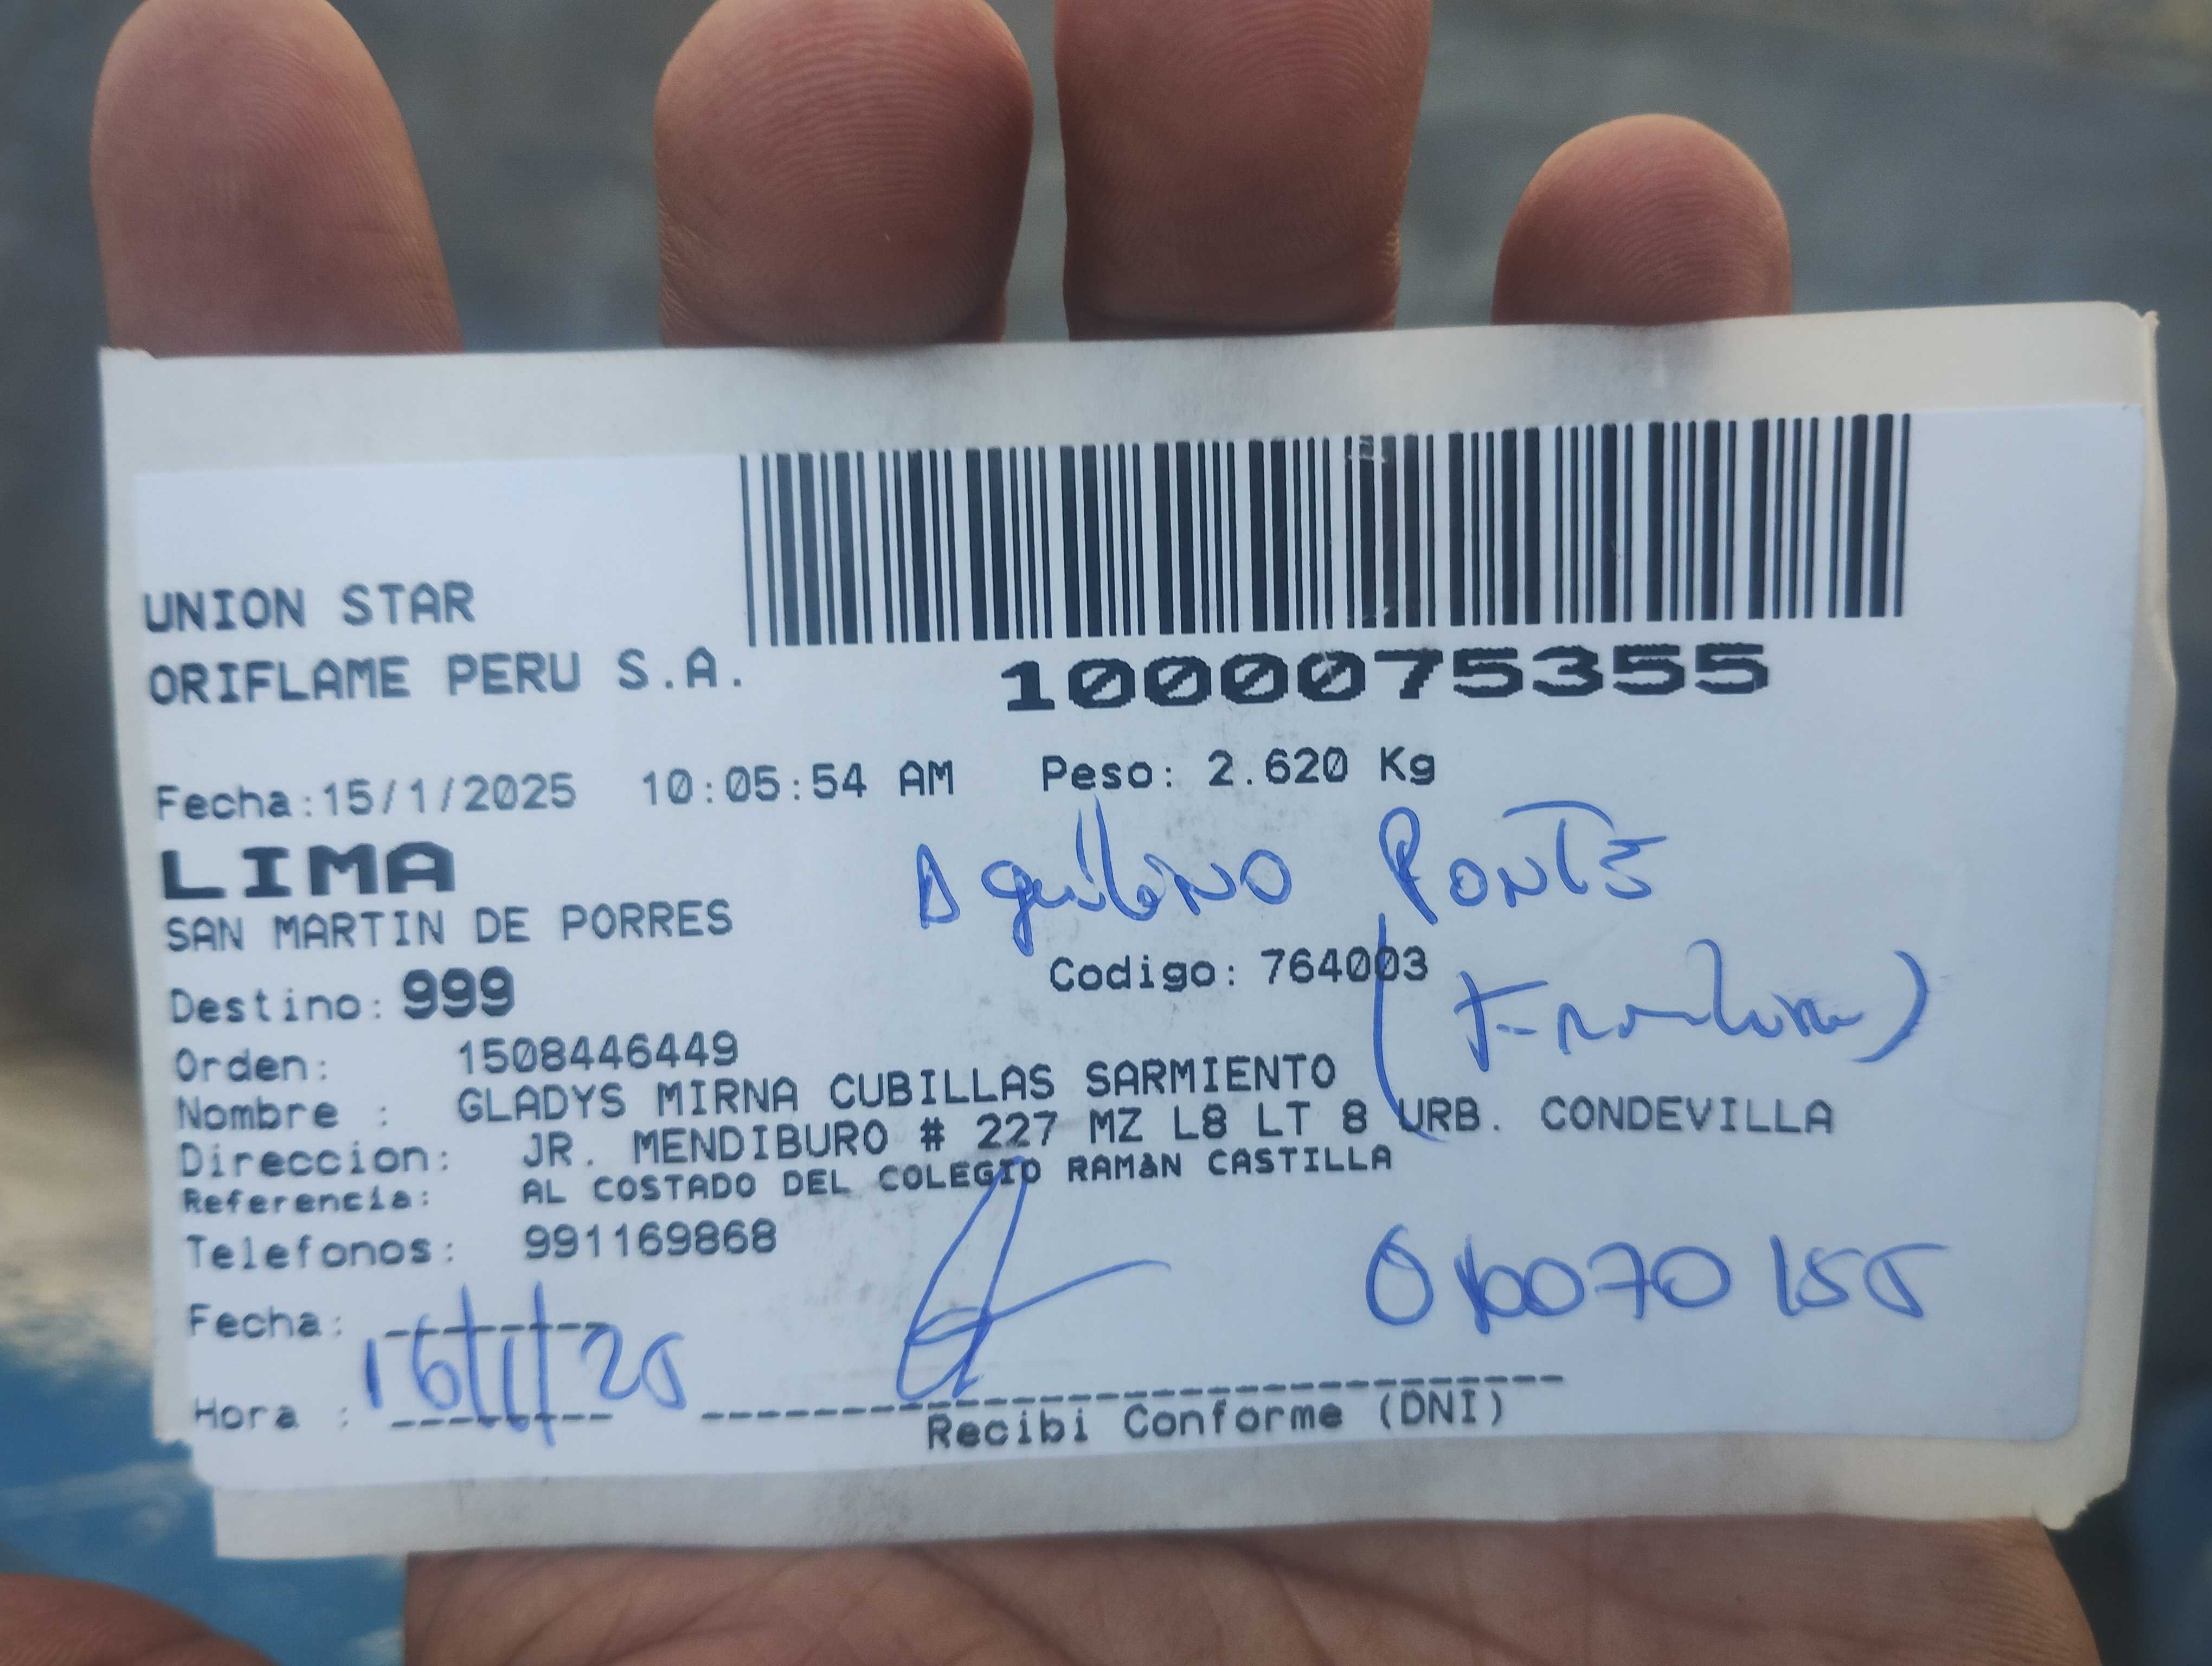 UNION STAR
ORIFLAME PERU S.A.
1000075355
Fecha:15/1/2025 10:05:54 AM Peso: 2.620 Kg
LIMA
Aquilino PONTE
SAN MARTIN DE PORRES
Codigo: 764003
Destino: 999
Orden: 1508446449
Nombre : GLADYS MIRNA CUBILLAS SARMIENTO
Direccion: JR. MENDIBURO # 227 MZ L8 LT 8 URB. CONDEVILLA
Referencia: AL COSTADO DEL COLEGIO RAMàN CASTILLA
Telefonos: 991169868
Fecha:
16/1/25
Hora :
Recibi Conforme (DNI)